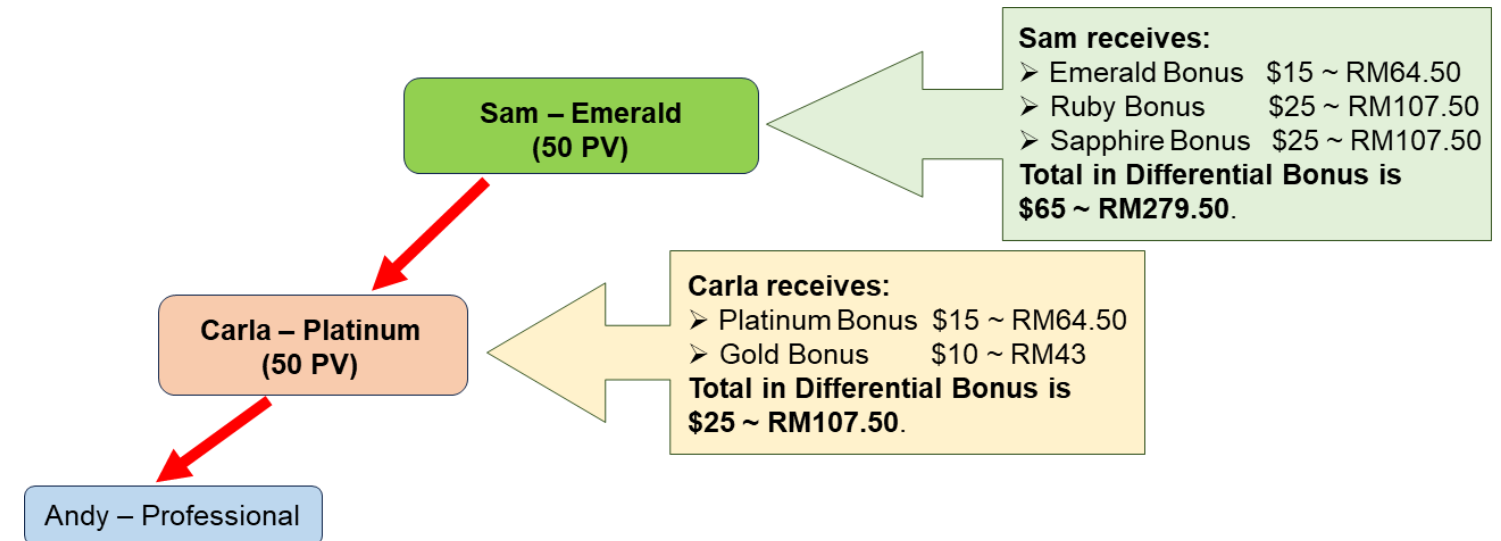 Sam receives:
➢ Emerald Bonus $15 ~ RM64.50
➢ Ruby Bonus $25 ~ RM107.50
➢ Sapphire Bonus $25 ~ RM107.50
Total in Differential Bonus is
$65 ~ RM279.50.
Sam – Emerald
(50 PV)
Carla receives:
➢ Platinum Bonus $15 ~ RM64.50
➢ Gold Bonus $10 ~ RM43
Total in Differential Bonus is
$25 ~ RM107.50.
Carla – Platinum
(50 PV)
Andy – Professional